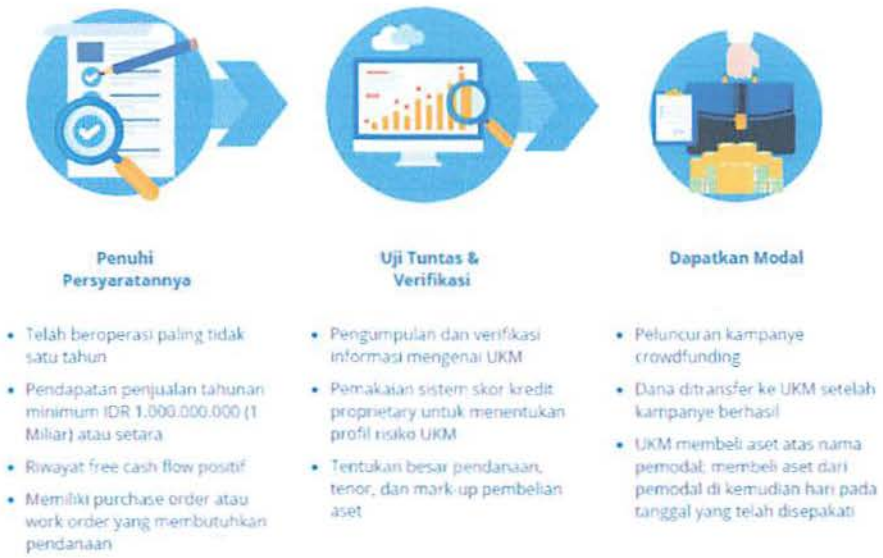 Penuhi
Persyaratannya
• Telah beroperasi paling tidak
satu tahun
• Pendapatan penjualan tahunan
minimum IDR 1.000.000.000 (1
Miliar) atau setara
• Riwayat free cash flow positif
• Memiliki purchase order atau
work order yang membutuhkan
pendanaan
Uji Tuntas &
Verifikasi
• Pengumpulan dan verifikasi
informasi mengenai UKM
• Pemakaian sistem skor kredit
proprietary untuk menentukan
profil risiko UKM
• Tentukan besar pendanaan,
tenor, dan mark-up pembelian
aset
Dapatkan Modal
• Peluncuran kampanye
crowdfunding
• Dana ditransfer ke UKM setelah
kampanye berhasil
• UKM membeli aset atas nama
pemodal; membeli aset dari
pemodal di kemudian hari pada
tanggal yang telah disepakati